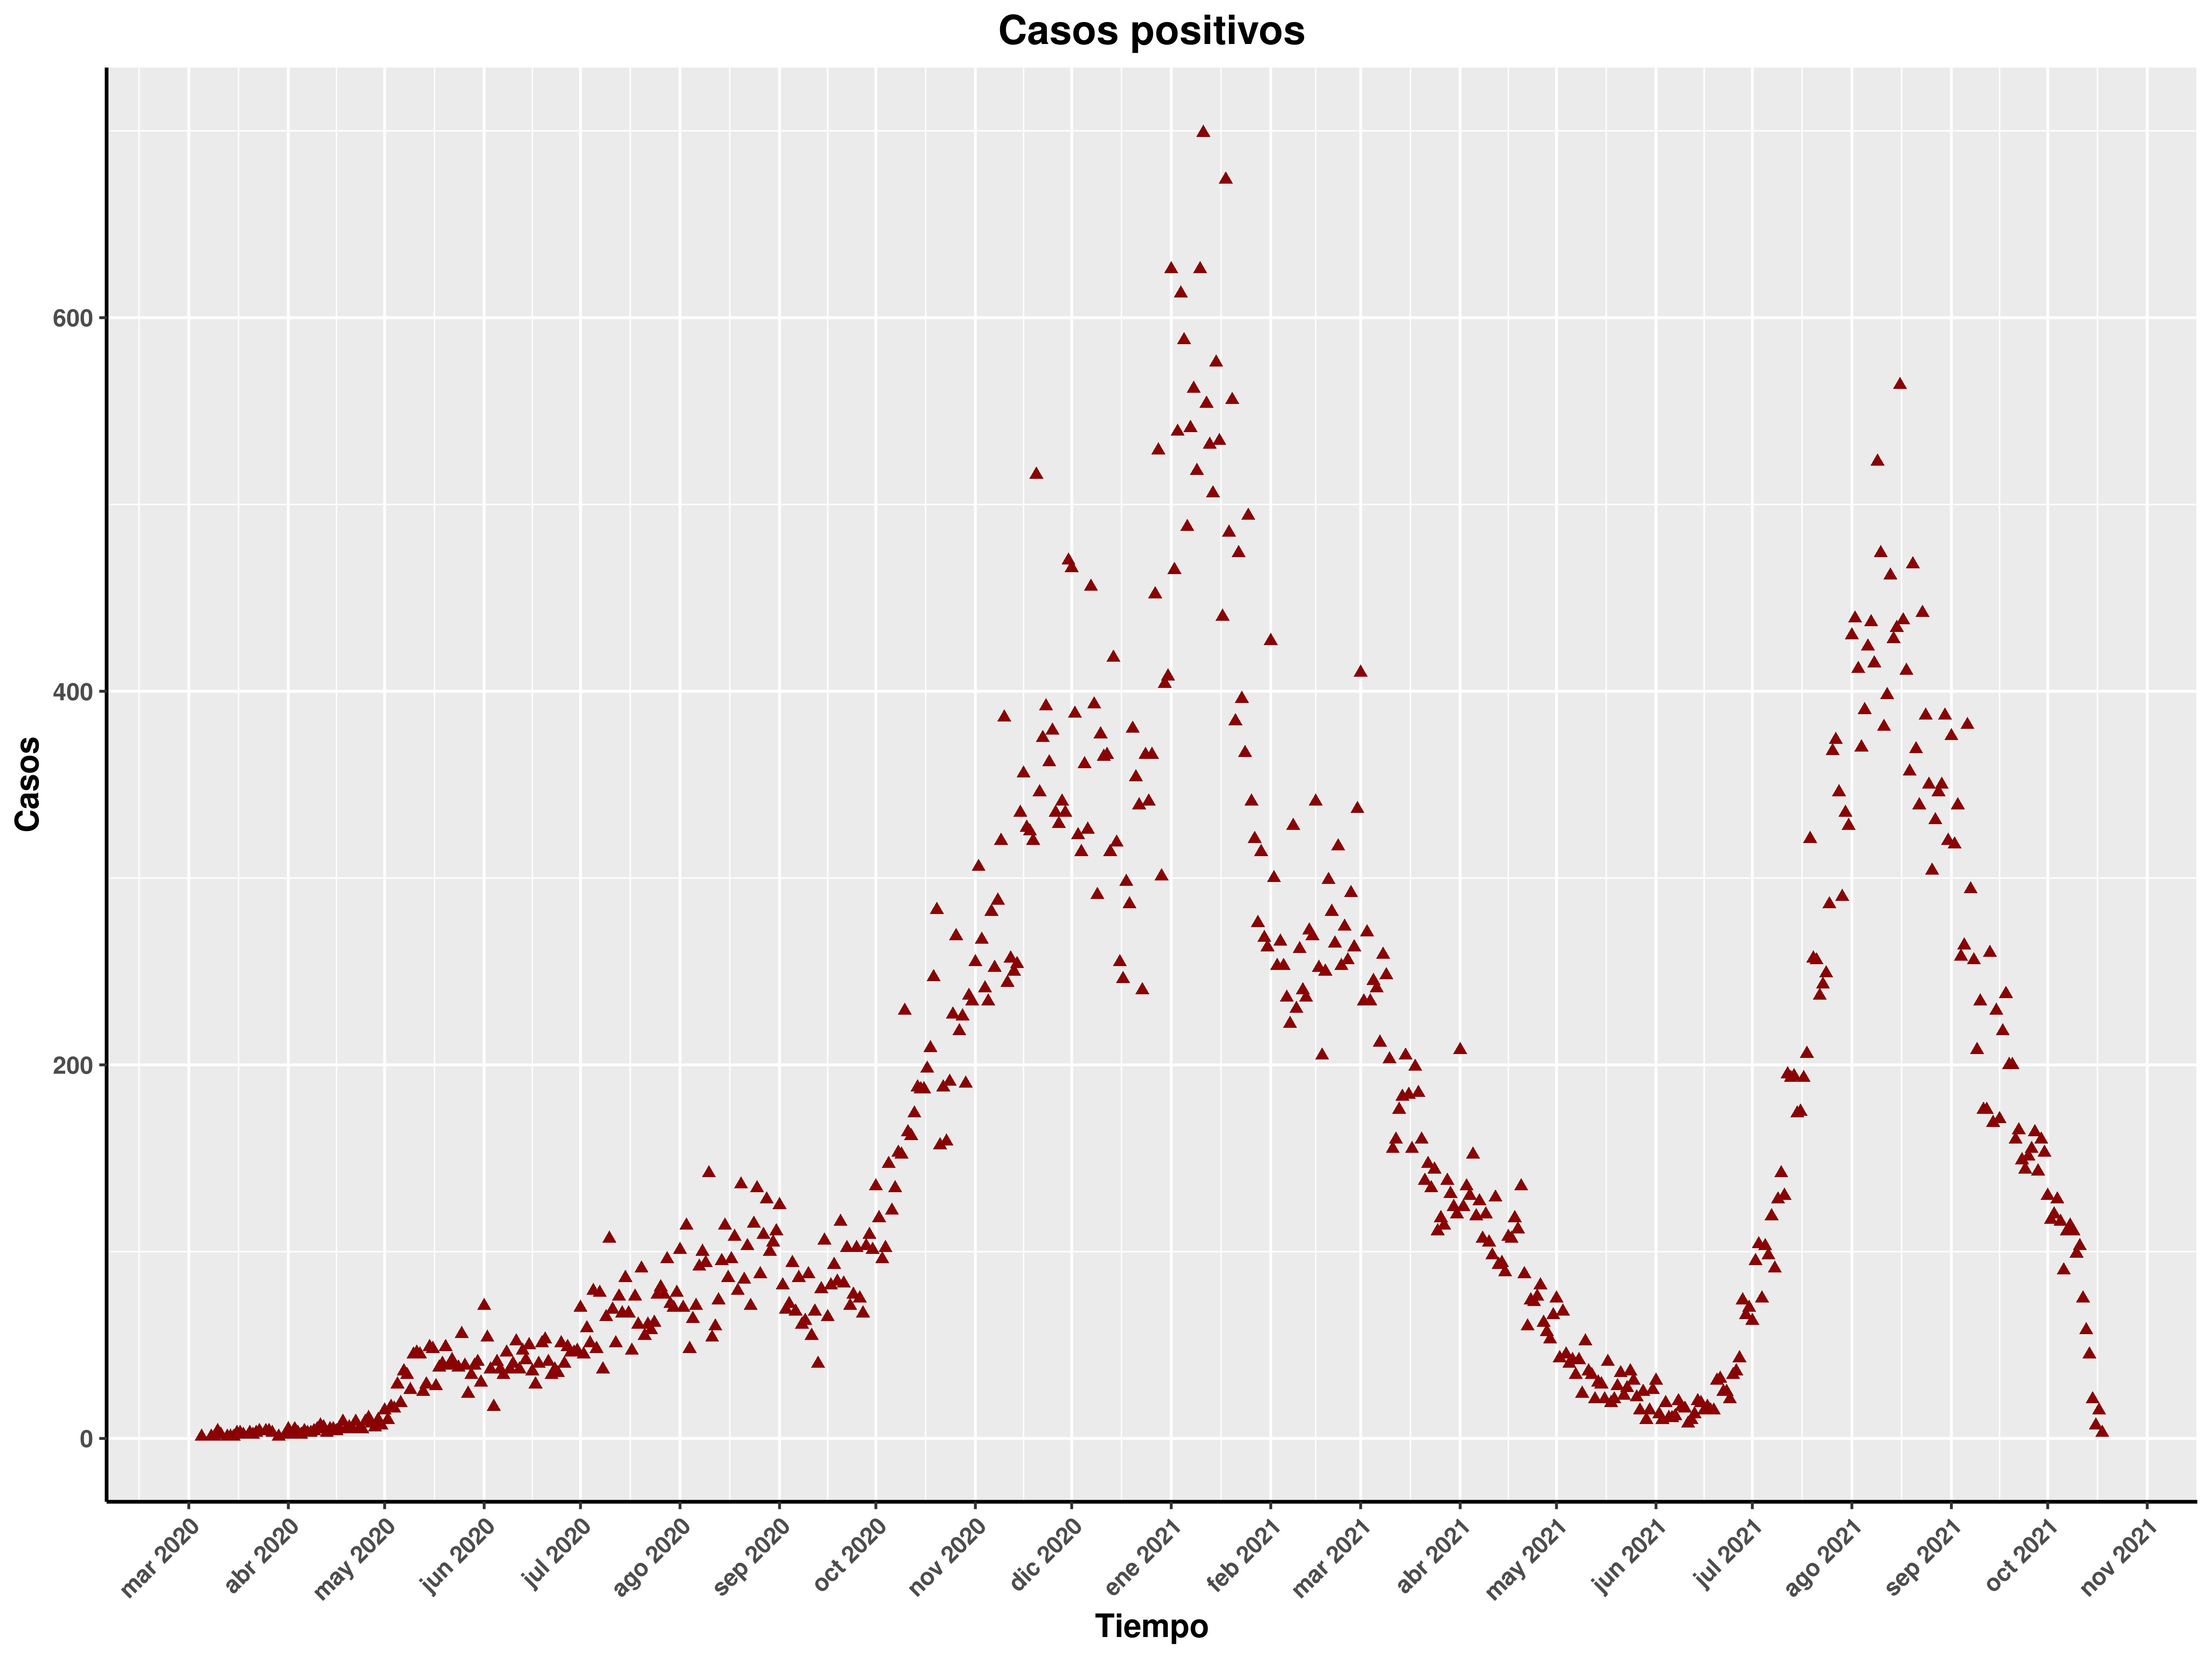 Casos positivos
Casos
600
400
200
0
mar 2020
abr 2020
may 2020
jun 2020
jul 2020
ago 2020
sep 2020
oct 2020
nov 2020
dic 2020
ene 2021
feb 2021
mar 2021
abr 2021
may 2021
jun 2021
jul 2021
ago 2021
sep 2021
oct 2021
nov 2021
Tiempo